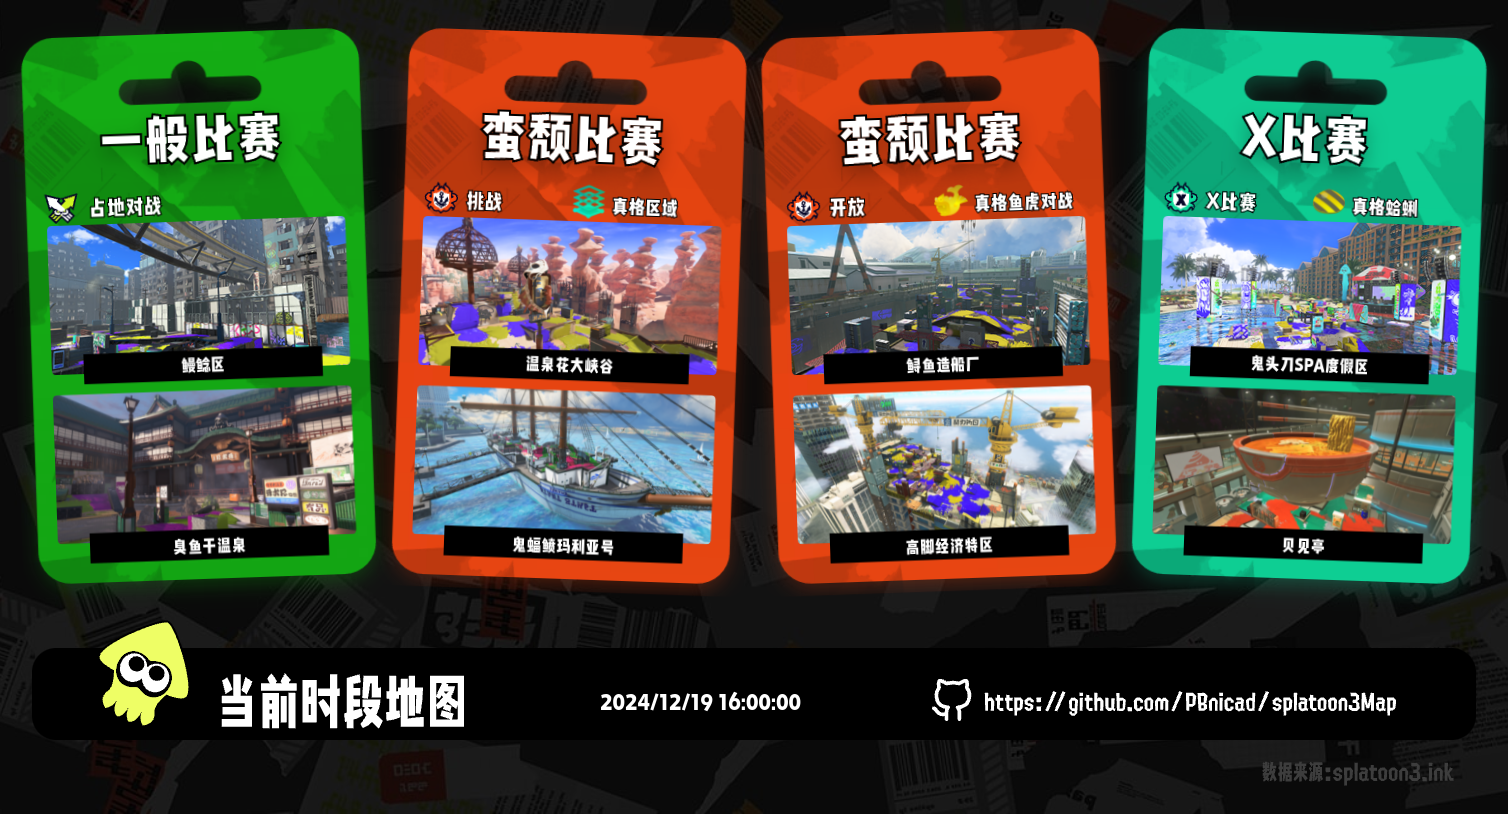 一般比赛
占地对战
鳗鲶区
臭鱼干温泉
蛮颓比赛
挑战
真格区域
温泉花大峡谷
鬼蝠鲼玛利亚号
蛮颓比赛
开放
真格鱼虎对战
鲟鱼造船厂
高脚经济特区
X比赛
X比赛
真格蛤蜊
鬼头刀SPA度假区
贝见亭
当前时段地图
2024/12/19 16:00:00
https://github.com/PBnicad/splatoon3Map
数据来源:splatoon3.ink